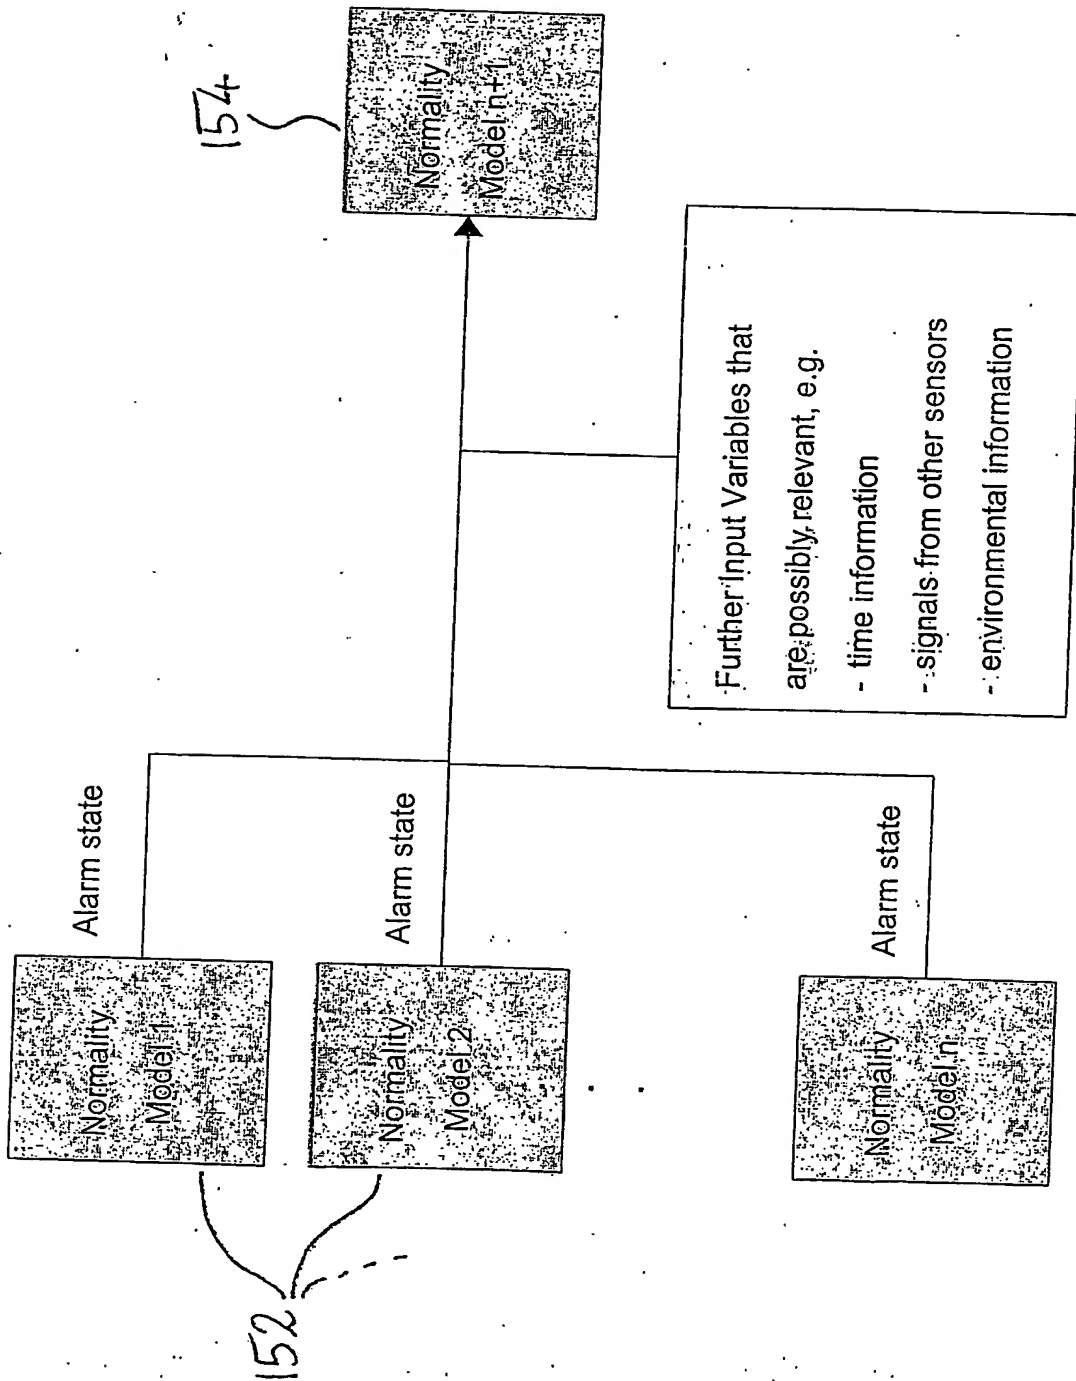 Normality
Model 1
Alarm state
152
Normality
Model 2
Alarm state
Normality
Model n
Alarm state
Further Input Variables that
are possibly relevant, e.g.
- time information
- signals from other sensors
- environmental information
154
Normality
Model n+1